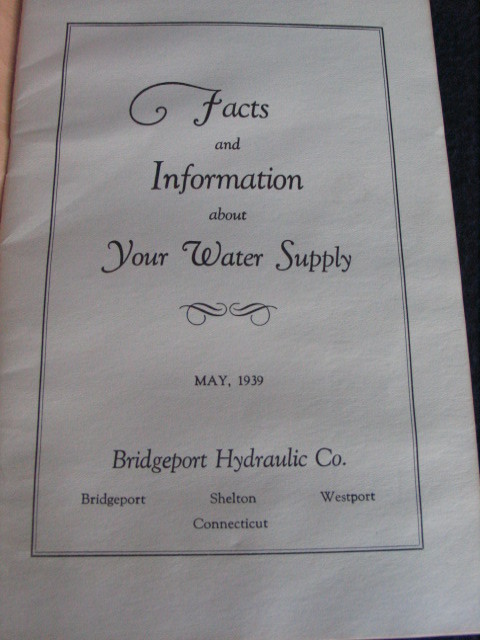 Facts
and
Information
about
Your Water Supply
MAY, 1939
Bridgeport Hydraulic Co.
Bridgeport Shelton Westport
Connecticut